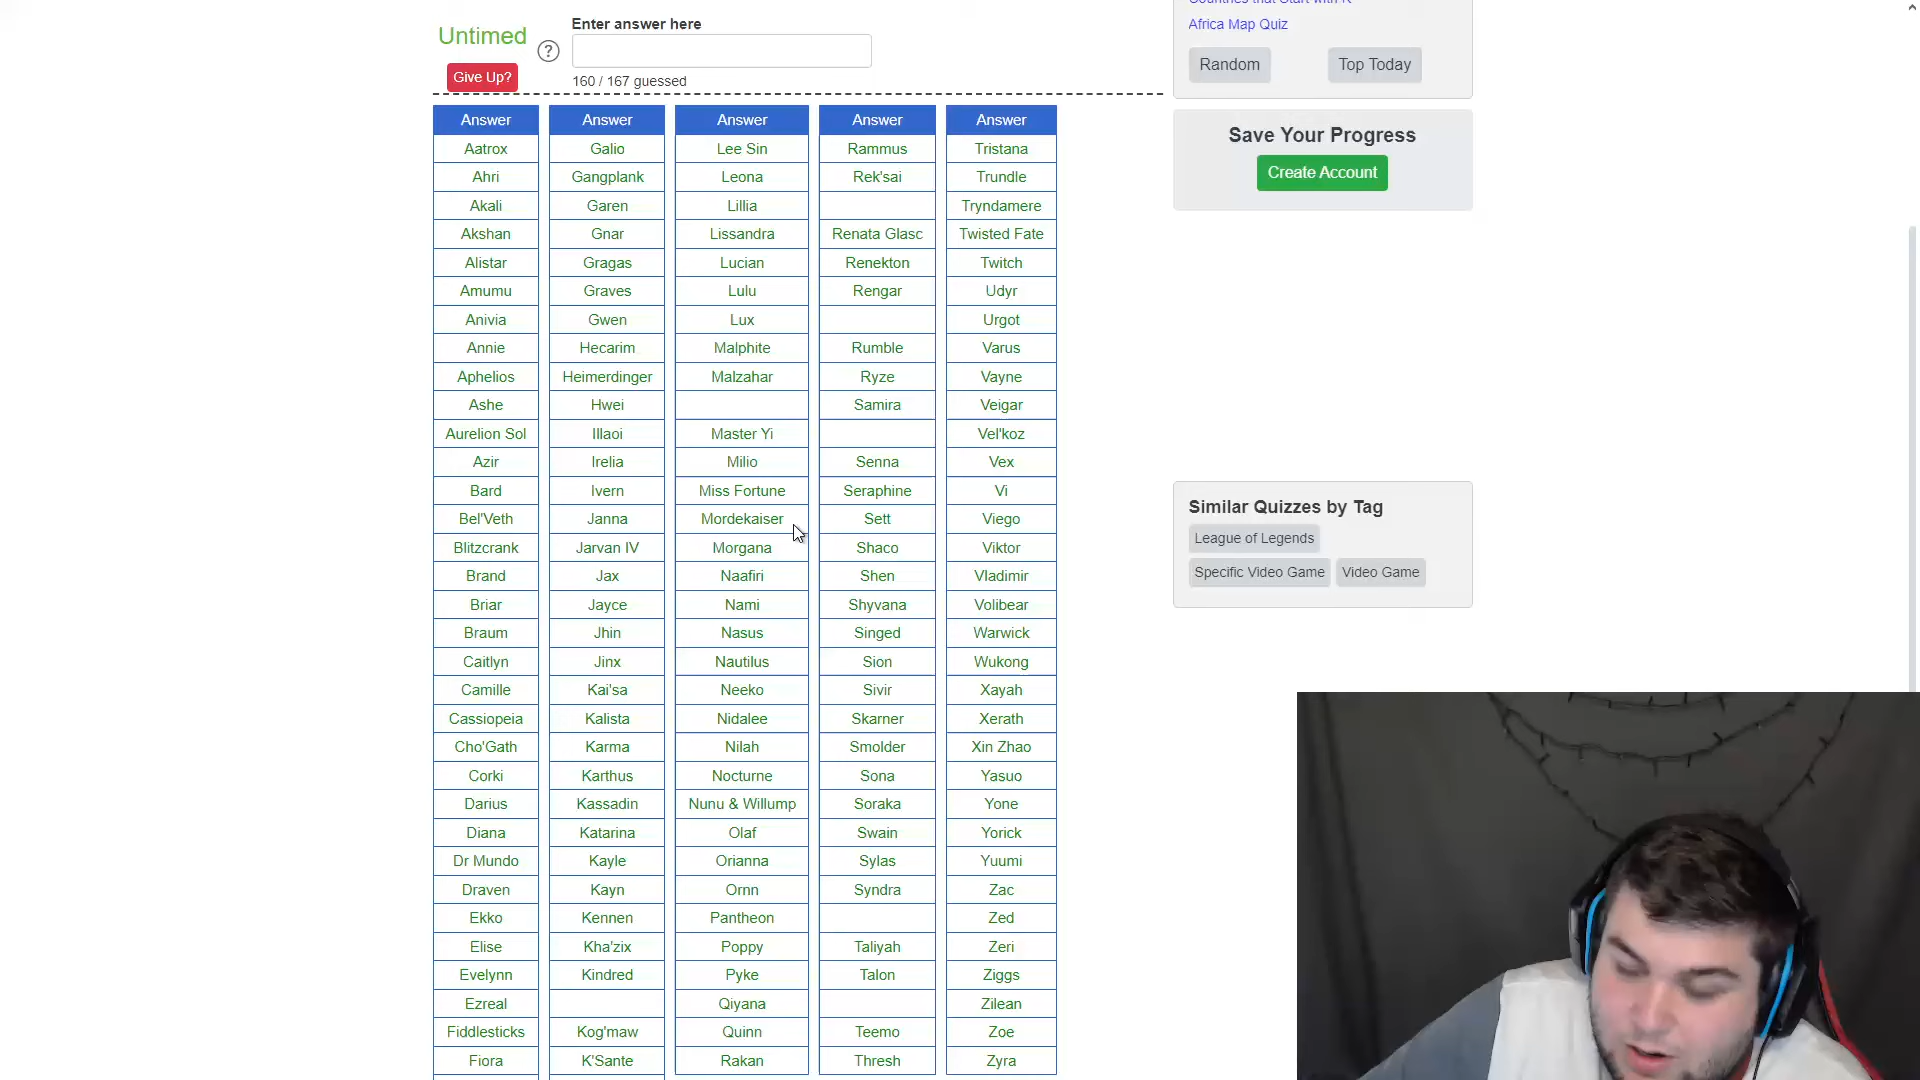 Untimed
?
Enter answer here
Give Up?
160 / 167 guessed
Africa Map Quiz
Random
Top Today
Save Your Progress
Create Account
Answer Answer Answer Answer Answer
Aatrox Galio Lee Sin Rammus Tristana
Ahri Gangplank Leona Rek'sai Trundle
Akali Garen Lillia Tryndamere
Akshan Gnar Lissandra Renata Glasc Twisted Fate
Alistar Gragas Lucian Renekton Twitch
Amumu Graves Lulu Rengar Udyr
Anivia Gwen Lux Urgot
Annie Hecarim Malphite Rumble Varus
Aphelios Heimerdinger Malzahar Ryze Vayne
Ashe Hwei Samira Veigar
Aurelion Sol Illaoi Master Yi Vel'koz
Azir Irelia Milio Senna Vex
Bard Ivern Miss Fortune Seraphine Vi
Bel'Veth Janna Mordekaiser Sett Viego
Blitzcrank Jarvan IV Morgana Shaco Viktor
Brand Jax Naafiri Shen Vladimir
Briar Jayce Nami Shyvana Volibear
Braum Jhin Nasus Singed Warwick
Caitlyn Jinx Nautilus Sion Wukong
Camille Kai'sa Neeko Sivir Xayah
Cassiopeia Kalista Nidalee Skarner Xerath
Cho'Gath Karma Nilah Smolder Xin Zhao
Corki Karthus Nocturne Sona Yasuo
Darius Kassadin Nunu & Willump Soraka Yone
Diana Katarina Olaf Swain Yorick
Dr Mundo Kayle Orianna Sylas Yuumi
Draven Kayn Ornn Syndra Zac
Ekko Kennen Pantheon Zed
Elise Kha'zix Poppy Taliyah Zeri
Evelynn Kindred Pyke Talon Ziggs
Ezreal Qiyana Zilean
Fiddlesticks Kog'maw Quinn Teemo Zoe
Fiora K'Sante Rakan Thresh Zyra
Similar Quizzes by Tag
League of Legends
Specific Video Game Video Game